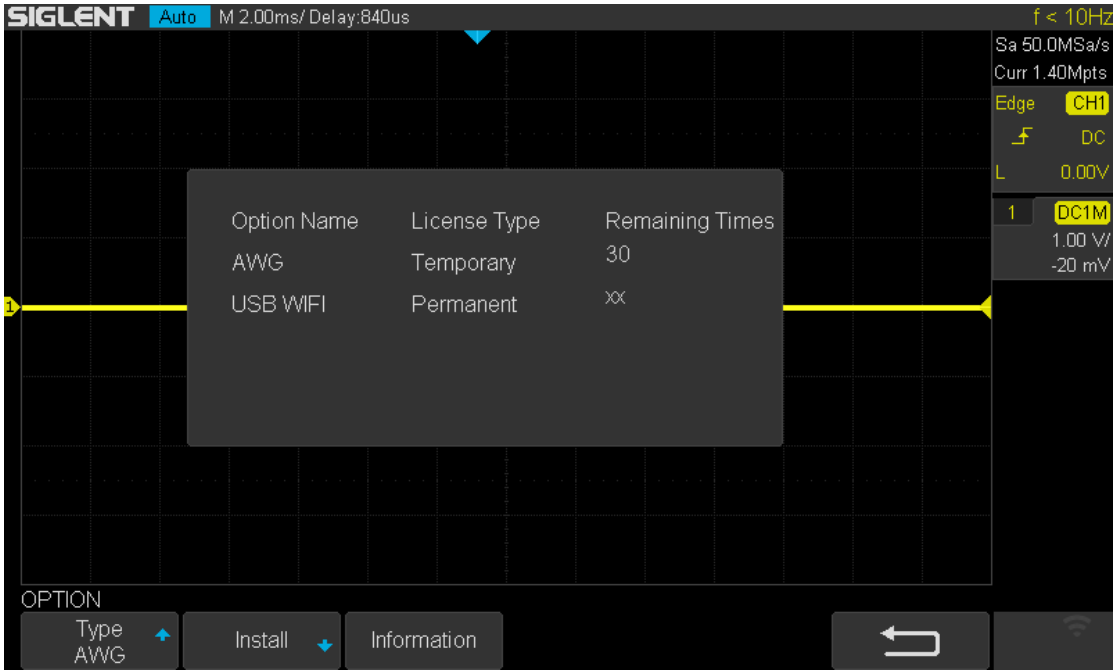 SIGLENT Auto M 2.00ms/ Delay:840us f < 10Hz
Sa 50.0MSa/s
Curr 1.40Mpts
Edge CH1
DC
L 0.00V
1 DC1M
1.00 V/
-20 mV
Option Name License Type Remaining Times
AWG Temporary 30
USB WIFI Permanent xx
1
OPTION
Type
AWG
Install
Information